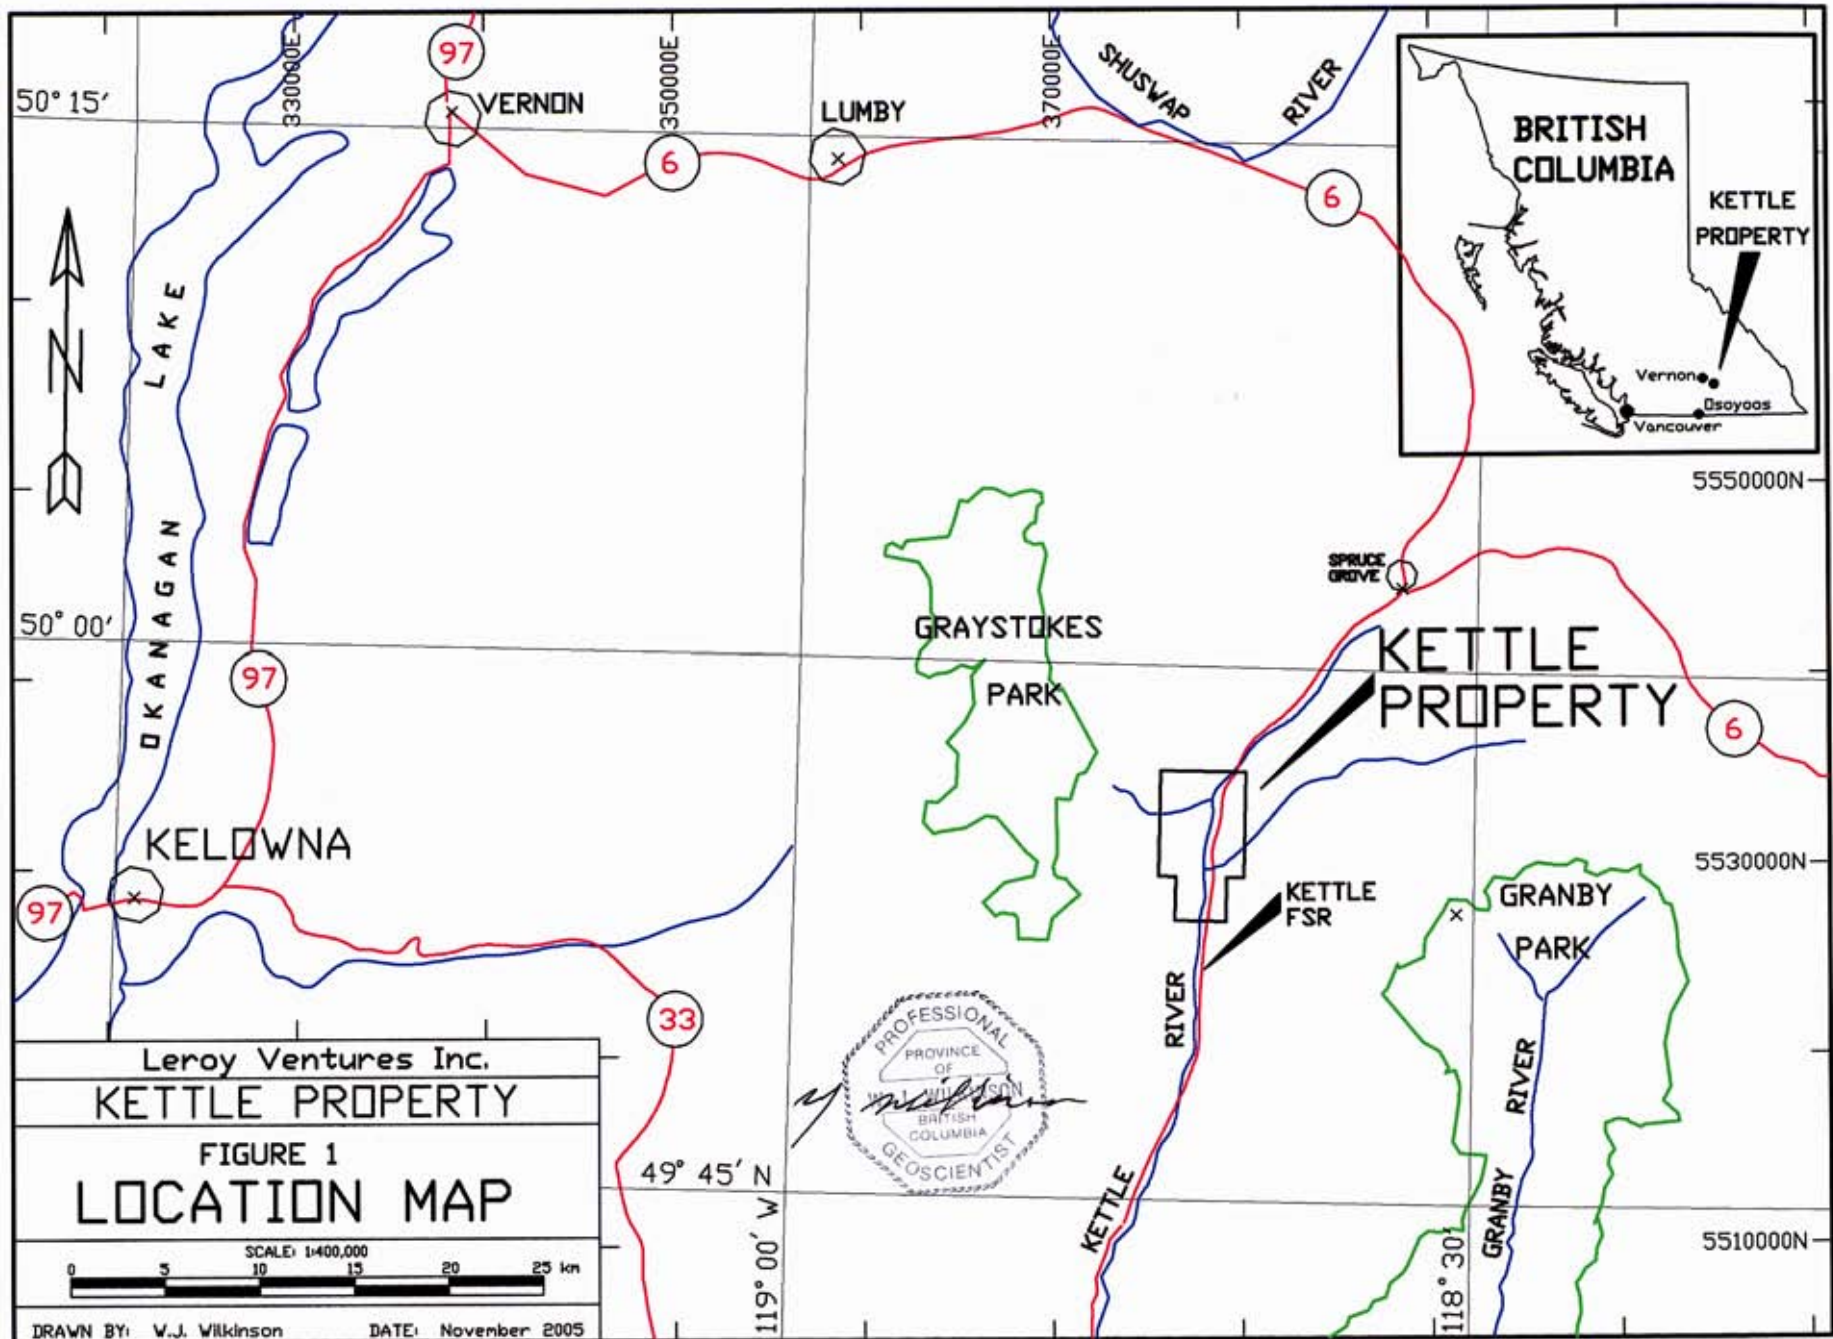 97
330000E
350000E
370000E
50° 15'
VERNON
LUMBY
SHUSWAP
RIVER
6
6
BRITISH
COLUMBIA
KETTLE
PROPERTY
Vernon
Osoyoos
Vancouver
N
OKANAGAN LAKE
5550000N
SPRUCE
GROVE
50° 00'
GRAYSTOKES
PARK
97
KETTLE
PROPERTY
6
KELOWNA
97
5530000N
KETTLE
FSR
GRANBY
PARK
33
KETTLE RIVER
GRANBY RIVER
PROFESSIONAL
PROVINCE
OF
W.J. WILKINSON
BRITISH
COLUMBIA
GEOSCIENTIST
49° 45' N
119° 00' W
118° 30'
5510000N
Leroy Ventures Inc.
KETTLE PROPERTY
FIGURE 1
LOCATION MAP
SCALE: 1:400,000
0 5 10 15 20 25 km
DRAWN BY: W.J. Wilkinson DATE: November 2005